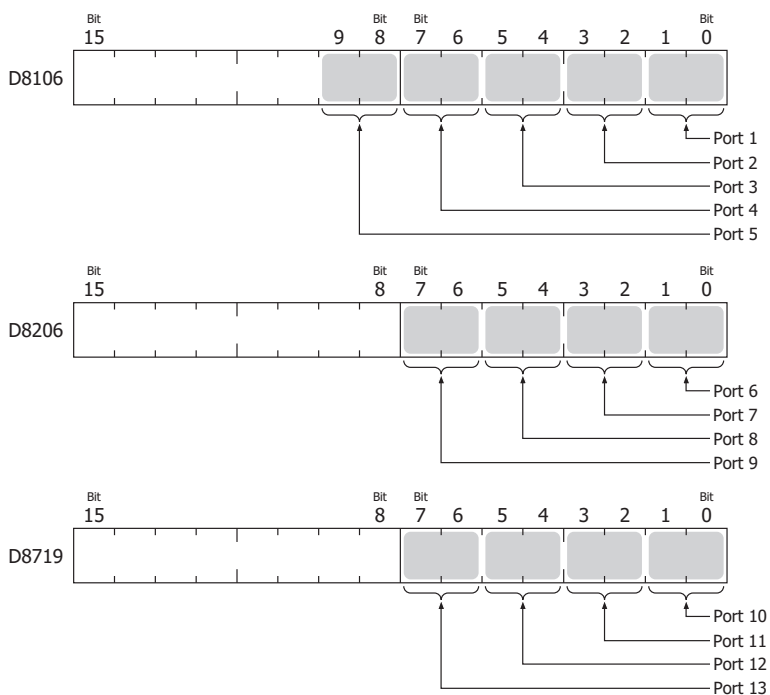 Bit Bit Bit Bit
15 9 8 7 6 5 4 3 2 1 0
D8106
Port 1
Port 2
Port 3
Port 4
Port 5
Bit Bit Bit Bit
15 8 7 6 5 4 3 2 1 0
D8206
Port 6
Port 7
Port 8
Port 9
Bit Bit Bit Bit
15 8 7 6 5 4 3 2 1 0
D8719
Port 10
Port 11
Port 12
Port 13